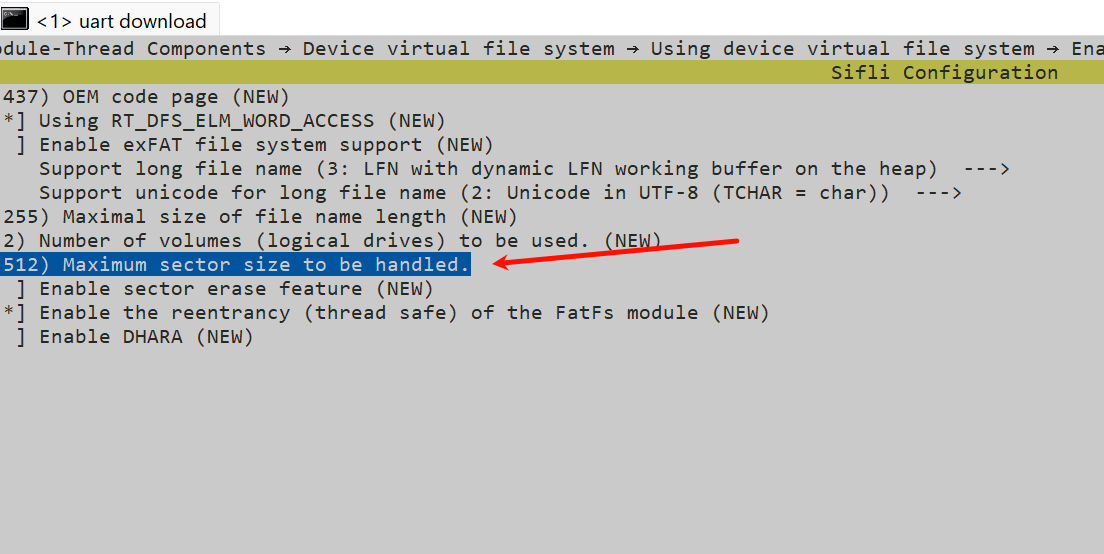 <1> uart download
odule-Thread Components → Device virtual file system → Using device virtual file system → Ena
Sifli Configuration
437) OEM code page (NEW)
*] Using RT_DFS_ELM_WORD_ACCESS (NEW)
 ] Enable exFAT file system support (NEW)
Support long file name (3: LFN with dynamic LFN working buffer on the heap)  --->
Support unicode for long file name (2: Unicode in UTF-8 (TCHAR = char))  --->
255) Maximal size of file name length (NEW)
2) Number of volumes (logical drives) to be used. (NEW)
512) Maximum sector size to be handled.
 ] Enable sector erase feature (NEW)
*] Enable the reentrancy (thread safe) of the FatFs module (NEW)
 ] Enable DHARA (NEW)